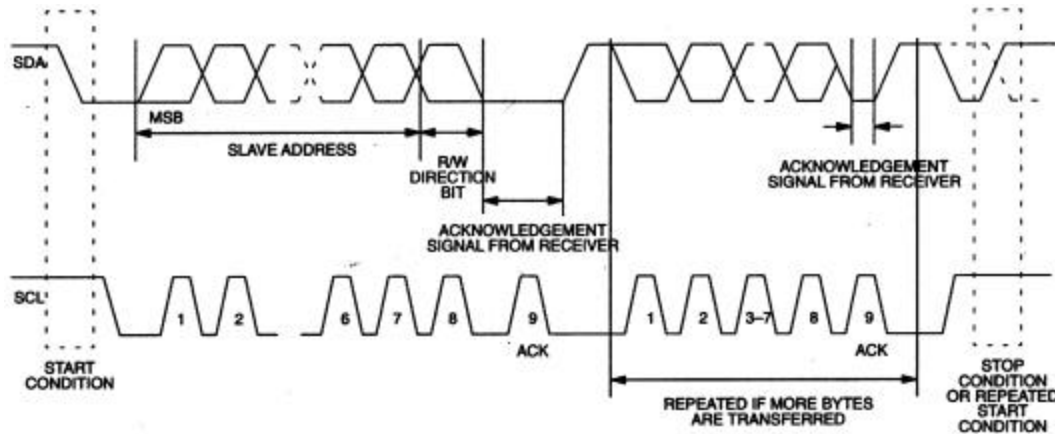 SDA
MSB
SLAVE ADDRESS
R/W
DIRECTION
BIT
ACKNOWLEDGEMENT
SIGNAL FROM RECEIVER
ACKNOWLEDGEMENT
SIGNAL FROM RECEIVER
SCL
1 2 6 7 8 9 1 2 3–7 8 9
ACK ACK
START
CONDITION
REPEATED IF MORE BYTES
ARE TRANSFERRED
STOP
CONDITION
OR REPEATED
START
CONDITION